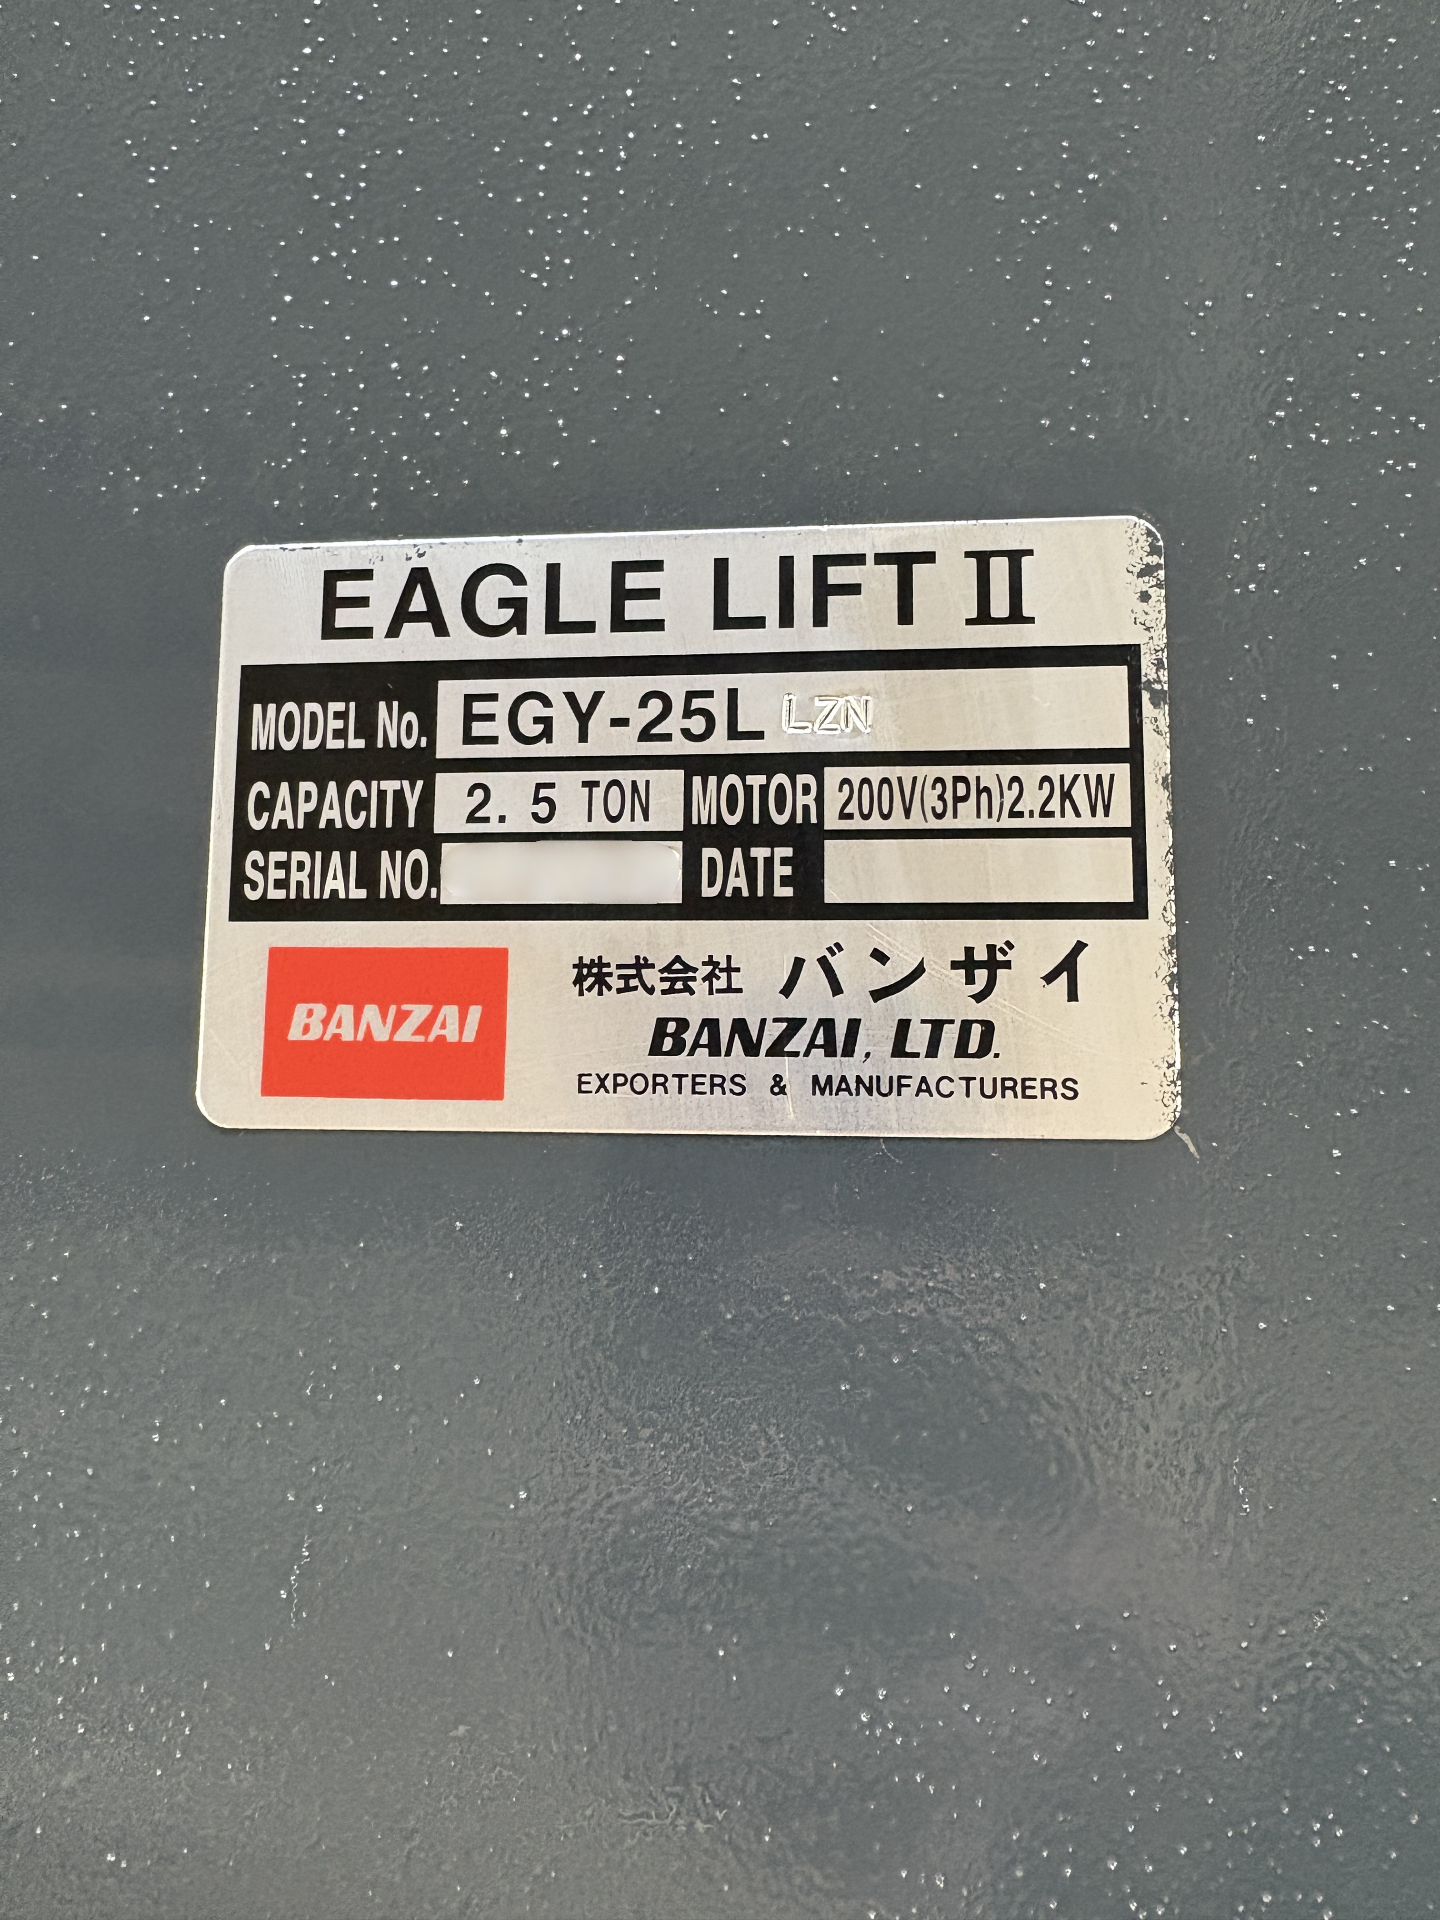 EAGLE LIFT II
MODEL No. EGY-25L LZN
CAPACITY 2.5 TON MOTOR 200V(3Ph)2.2KW
SERIAL NO. DATE
BANZAI
株式会社 バンザイ
BANZAI, LTD.
EXPORTERS & MANUFACTURERS